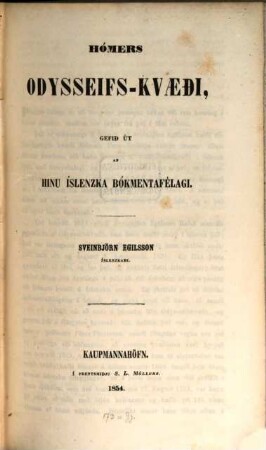 HÓMERS
ODYSSEIFS-KVÆÐI,
GEFIÐ ÚT
AF
HINU ÍSLENZKA BÓKMENTAFÉLAGI.
SVEINBJÖRN EGILSSON
ÍSLENZKAÐI.
KAUPMANNAHÖFN.
Í PRENTSMIÐJU S. L. MÖLLERS.
1854.